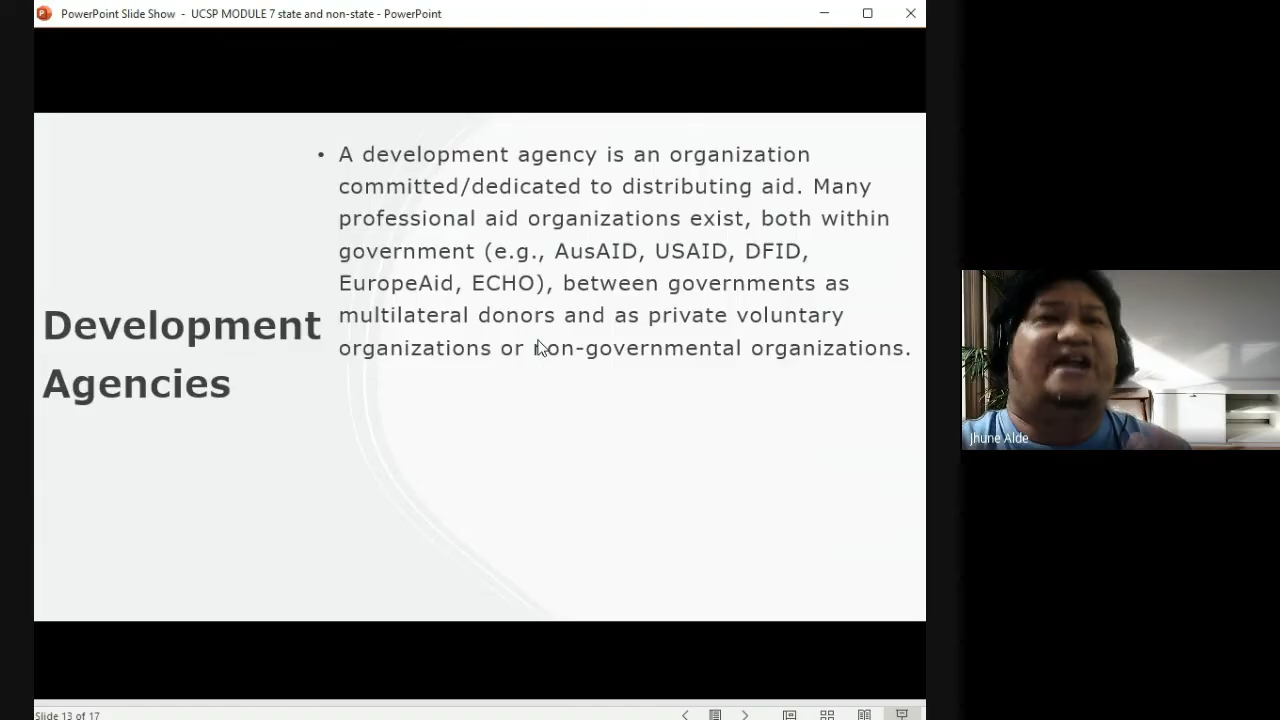 PowerPoint Slide Show - UCSP MODULE 7 state and non-state - PowerPoint
Development
Agencies
• A development agency is an organization
committed/dedicated to distributing aid. Many
professional aid organizations exist, both within
government (e.g., AusAID, USAID, DFID,
EuropeAid, ECHO), between governments as
multilateral donors and as private voluntary
organizations or non-governmental organizations.
Jhune Alde
Slide 13 of 17